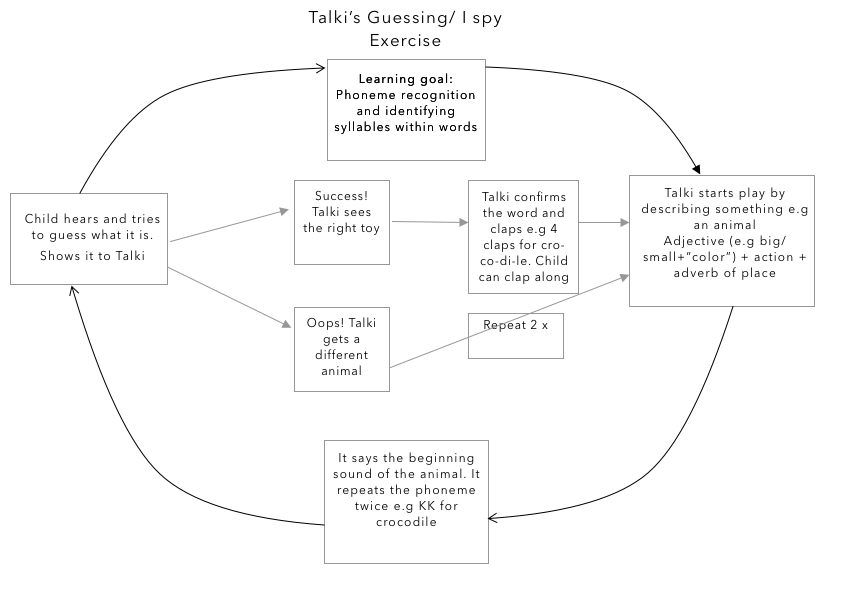 Talki's Guessing/ I spy
Exercise
Learning goal:
Phoneme recognition
and identifying
syllables within words
Child hears and tries
to guess what it is.
Shows it to Talki
Success!
Talki sees
the right toy
Talki confirms
the word and
claps e.g 4
claps for cro-
co-di-le. Child
can clap along
Talki starts play by
describing something e.g
an animal
Adjective (e.g big/
small+"color") + action +
adverb of place
Oops! Talki
gets a
different
animal
Repeat 2 x
It says the beginning
sound of the animal. It
repeats the phoneme
twice e.g KK for
crocodile